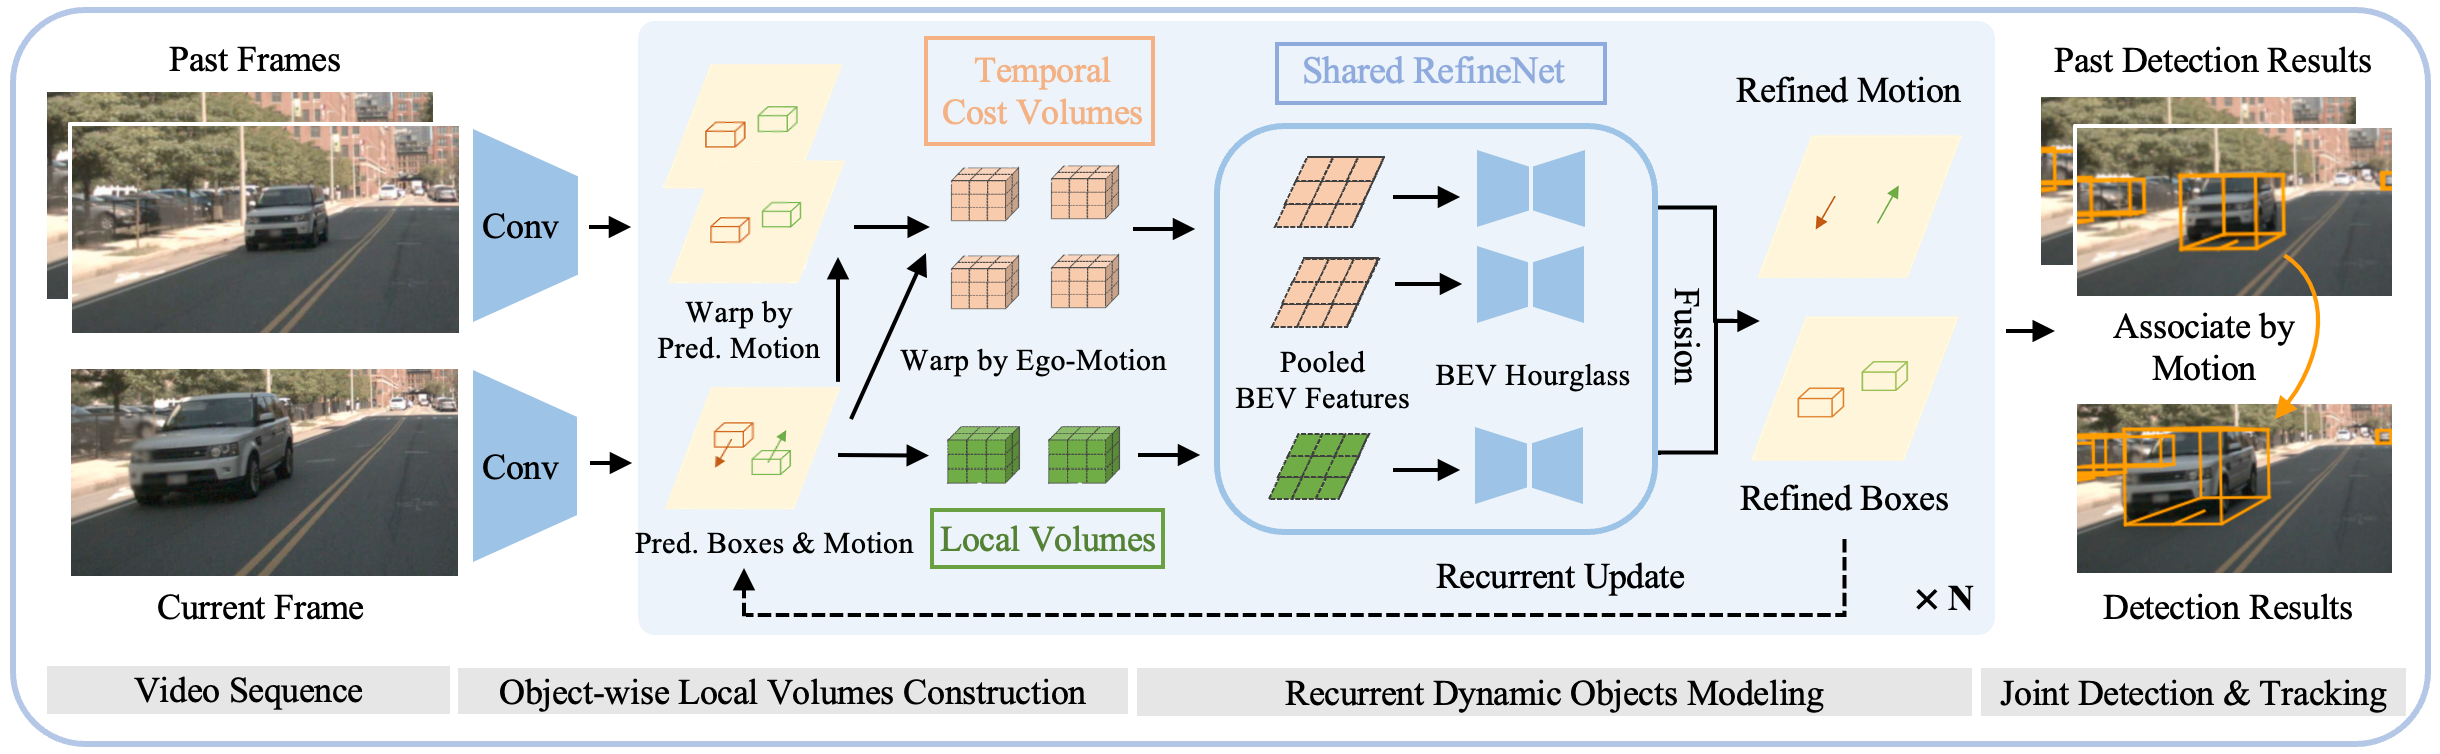 Past Frames
Conv
Current Frame
Conv
Warp by
Pred. Motion
Pred. Boxes & Motion
Temporal
Cost Volumes
Warp by Ego-Motion
Local Volumes
Shared RefineNet
Pooled
BEV Features
BEV Hourglass
Fusion
Recurrent Update
Refined Motion
Refined Boxes
× N
Past Detection Results
Associate by
Motion
Detection Results
Video Sequence
Object-wise Local Volumes Construction
Recurrent Dynamic Objects Modeling
Joint Detection & Tracking